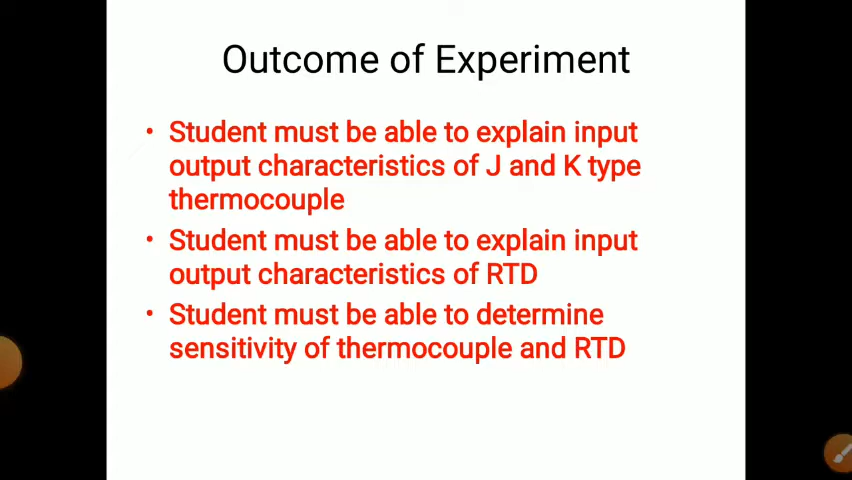 Outcome of Experiment
• Student must be able to explain input
output characteristics of J and K type
thermocouple
• Student must be able to explain input
output characteristics of RTD
• Student must be able to determine
sensitivity of thermocouple and RTD